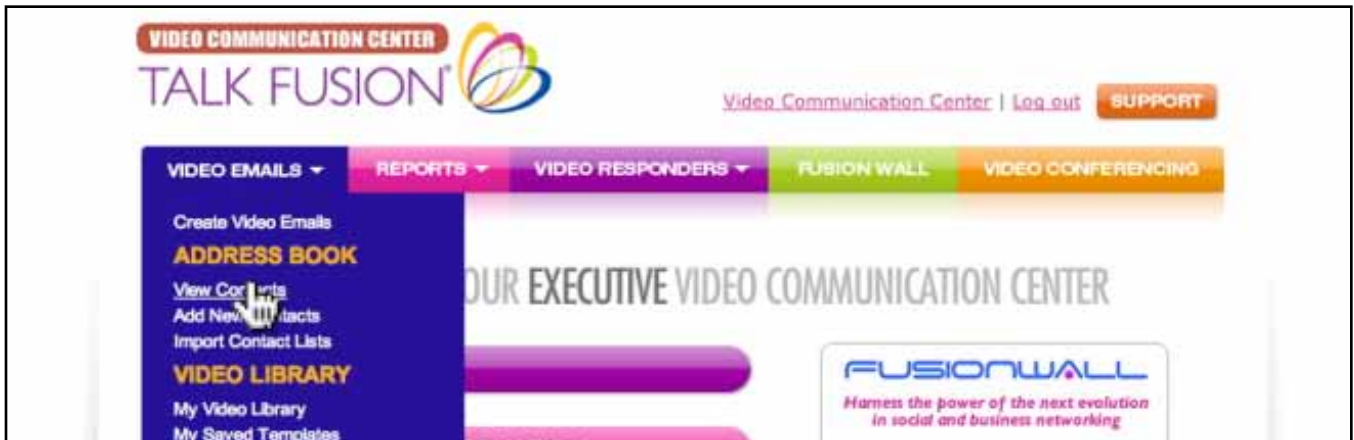 VIDEO COMMUNICATION CENTER
TALK FUSION
Video Communication Center | Log out SUPPORT
VIDEO EMAILS REPORTS VIDEO RESPONDERS FUSION WALL VIDEO CONFERENCING
Create Video Emails
ADDRESS BOOK
OUR EXECUTIVE VIDEO COMMUNICATION CENTER
View
Add New
Import Contact Lists
VIDEO LIBRARY
FUSIONWALL
My Video Library
Harness the power of the next evolution
in social and business networking
My Saved Templates